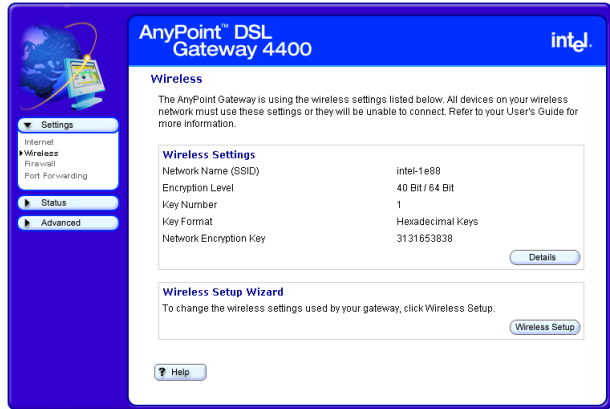 AnyPoint™ DSL
Gateway 4400
intel.
Settings
Internet
Wireless
Firewall
Port Forwarding
Status
Advanced
Wireless
The AnyPoint Gateway is using the wireless settings listed below. All devices on your wireless
network must use these settings or they will be unable to connect. Refer to your User's Guide for
more information.
Wireless Settings
Network Name (SSID) intel-1e88
Encryption Level 40 Bit / 64 Bit
Key Number 1
Key Format Hexadecimal Keys
Network Encryption Key 3131653838
Details
Wireless Setup Wizard
To change the wireless settings used by your gateway, click Wireless Setup.
Wireless Setup
? Help